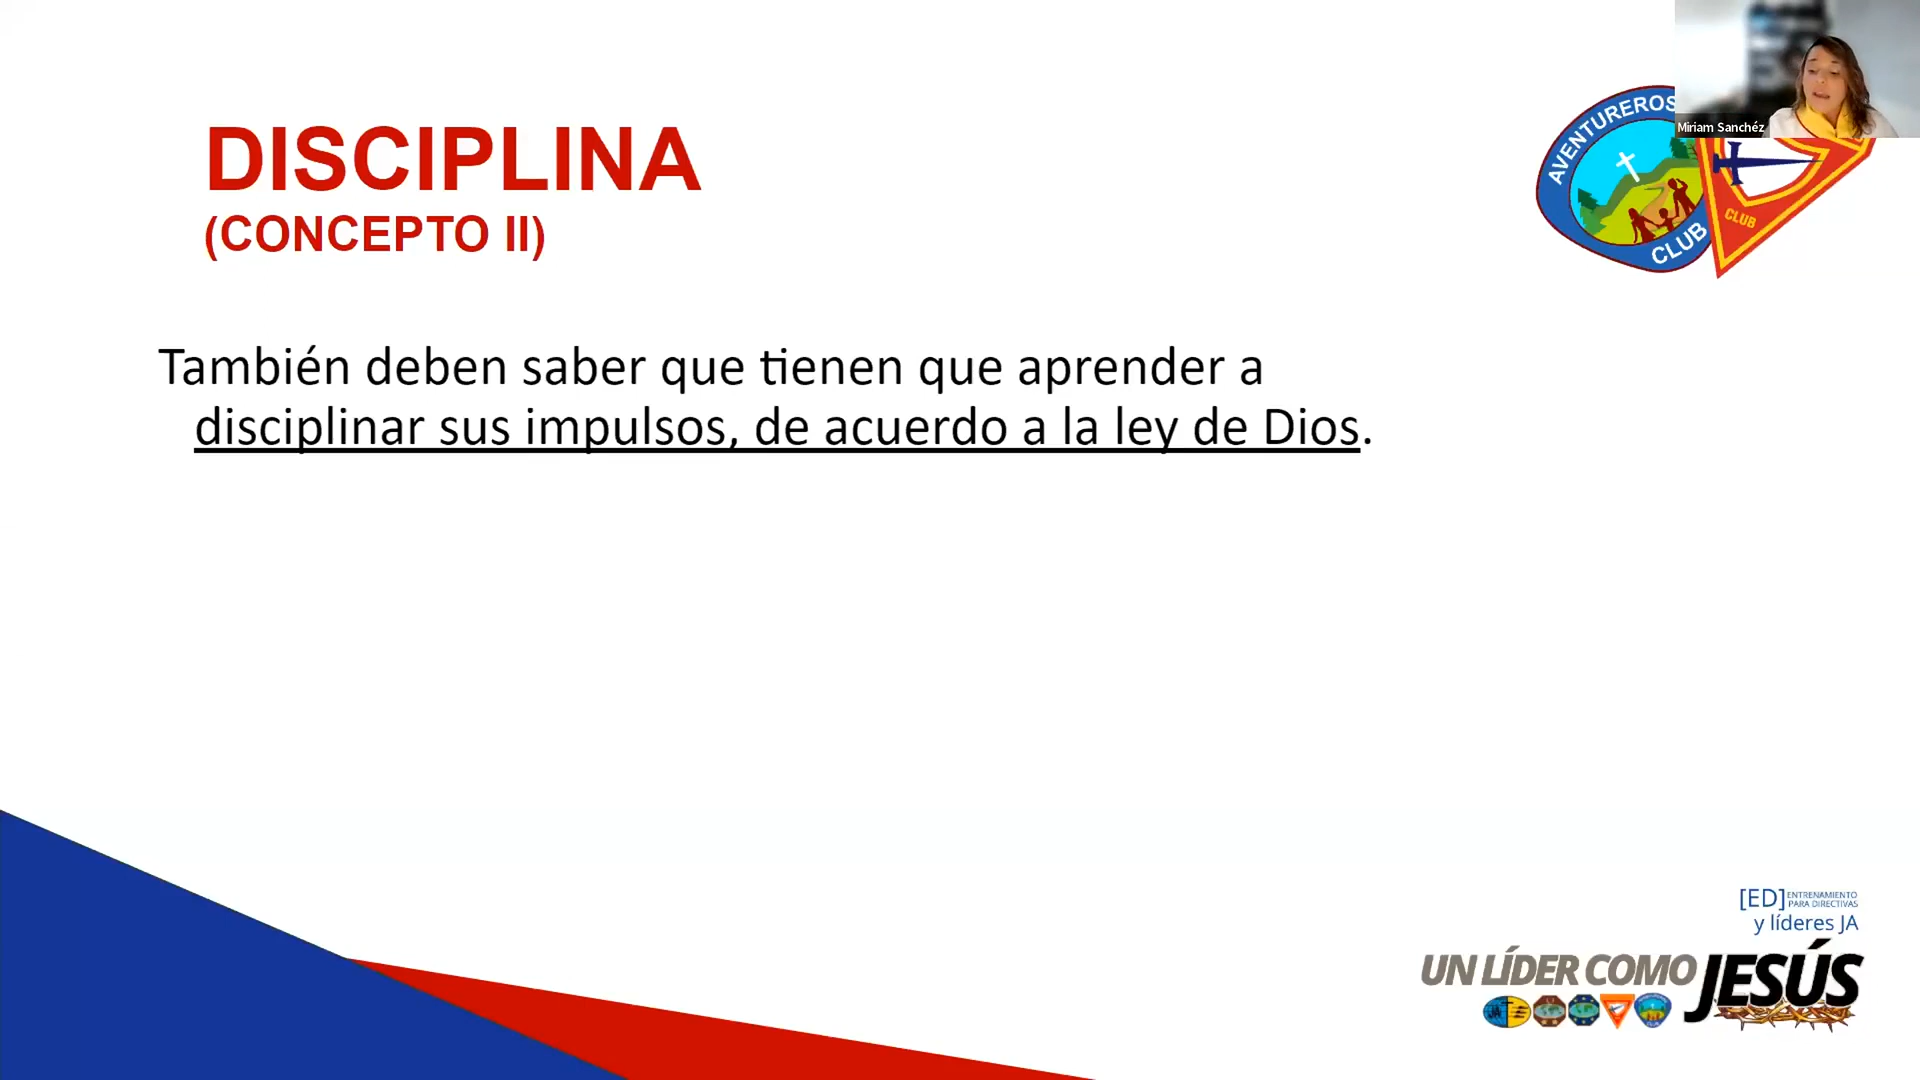 DISCIPLINA
(CONCEPTO II)
AVENTUREROS
CLUB
CLUB
Miriam Sanchéz
También deben saber que tienen que aprender a
disciplinar sus impulsos, de acuerdo a la ley de Dios.
[ED] ENTRENAMIENTO
PARA DIRECTIVAS
y líderes JA
UN LÍDER COMO JESÚS